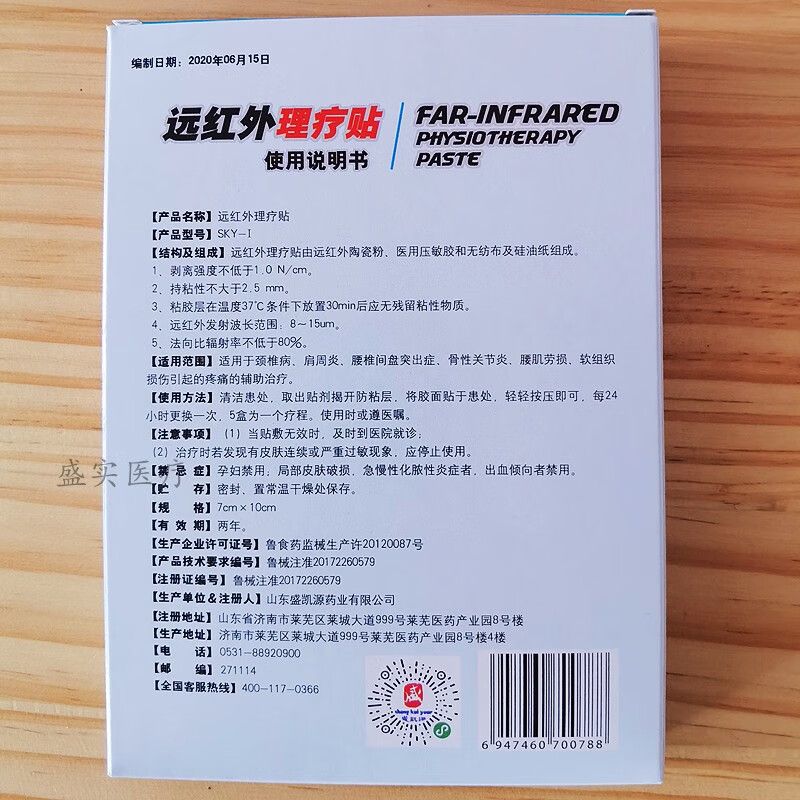 编制日期：2020年06月15日
远红外理疗贴
使用说明书
FAR-INFRARED
PHYSIOTHERAPY
PASTE
【产品名称】远红外理疗贴
【产品型号】SKY-I
【结构及组成】远红外理疗贴由远红外陶瓷粉、医用压敏胶和无纺布及硅油纸组成。
1、剥离强度不低于1.0 N/cm。
2、持粘性不大于2.5 mm。
3、粘胶层在温度37℃条件下放置30min后应无残留粘性物质。
4、远红外发射波长范围：8～15um。
5、法向比辐射率不低于80%。
【适用范围】适用于颈椎病、肩周炎、腰椎间盘突出症、骨性关节炎、腰肌劳损、软组织
损伤引起的疼痛的辅助治疗。
【使用方法】清洁患处，取出贴剂揭开防粘层，将胶面贴于患处，轻轻按压即可，每24
小时更换一次，5盒为一个疗程。使用时或遵医嘱。
【注意事项】（1）当贴敷无效时，及时到医院就诊；
（2）治疗时若发现有皮肤连续或严重过敏现象，应停止使用。
【禁忌症】孕妇禁用；局部皮肤破损，急慢性化脓性炎症者，出血倾向者禁用。
【贮 存】密封、置常温干燥处保存。
【规 格】7cm×10cm
【有 效 期】两年。
【生产企业许可证号】鲁食药监械生产许20120087号
【产品技术要求编号】鲁械注准20172260579
【注册证编号】鲁械注准20172260579
【生产单位＆注册人】山东盛凯源药业有限公司
【注册地址】山东省济南市莱芜区莱城大道999号莱芜医药产业园8号楼
【生产地址】济南市莱芜区莱城大道999号莱芜医药产业园8号楼4楼
【电 话】0531-88920900
【邮 编】271114
【全国客服热线】400-117-0366
盛
sheng kai yuan
盛凯源
6 947460 700788
盛实医疗